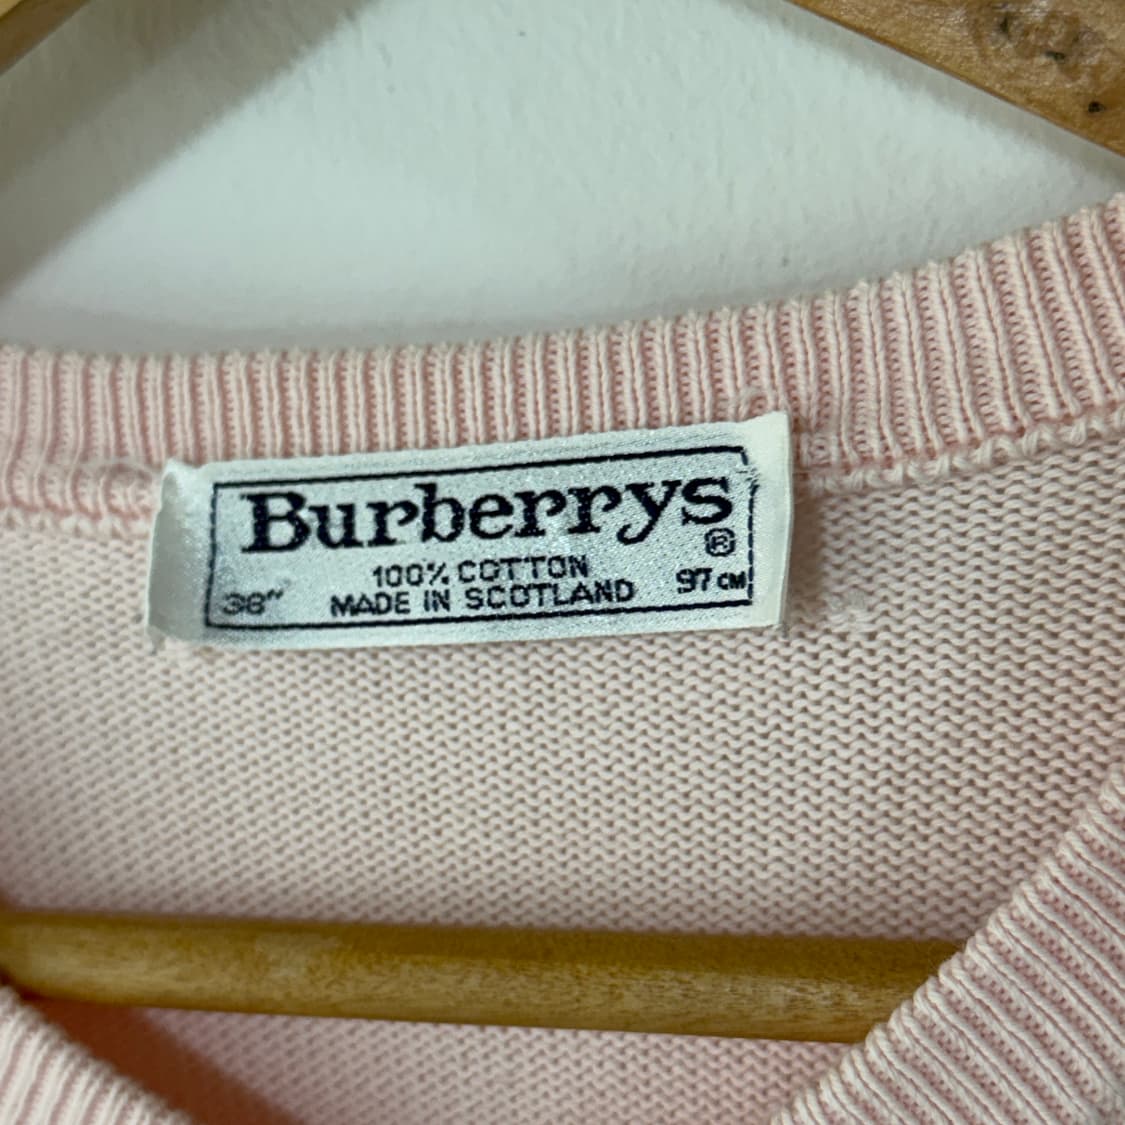 Burberrys
®
100% COTTON
38" MADE IN SCOTLAND 97 CM